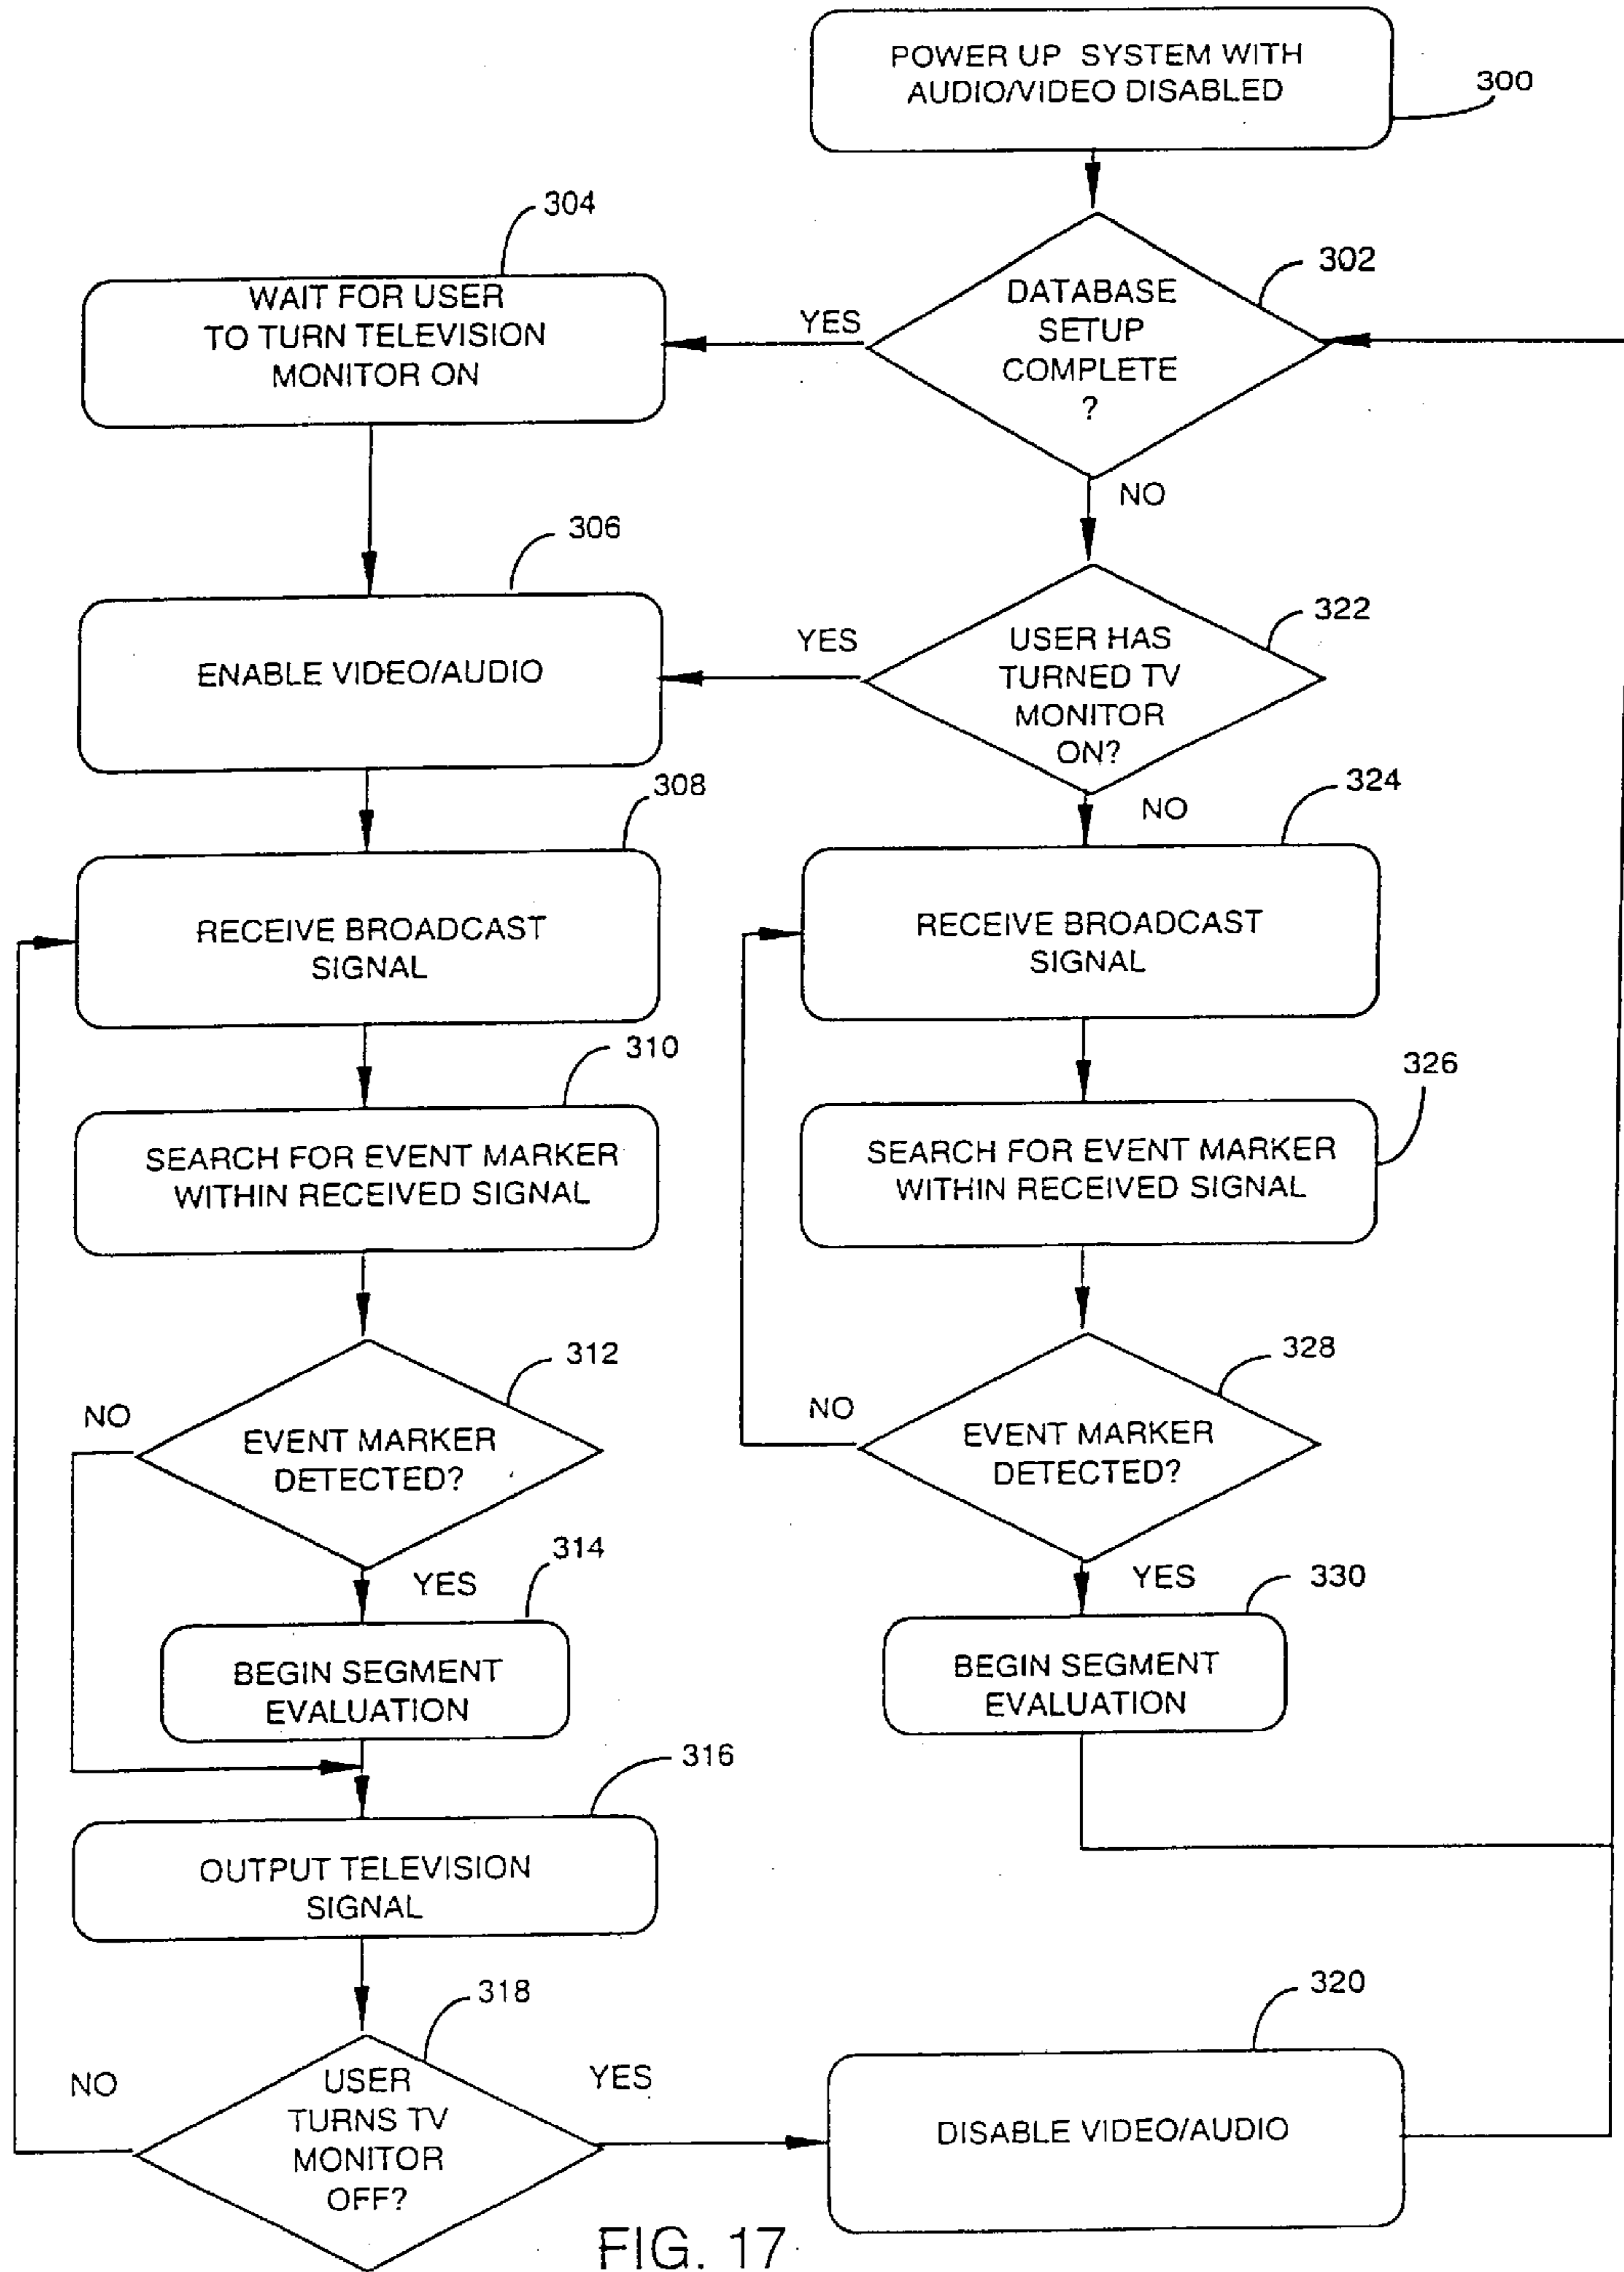 POWER UP SYSTEM WITH
AUDIO/VIDEO DISABLED
300
304
WAIT FOR USER
TO TURN TELEVISION
MONITOR ON
YES
DATABASE
SETUP
COMPLETE
?
302
NO
306
ENABLE VIDEO/AUDIO
YES
USER HAS
TURNED TV
MONITOR
ON?
322
NO
308
RECEIVE BROADCAST
SIGNAL
324
RECEIVE BROADCAST
SIGNAL
310
SEARCH FOR EVENT MARKER
WITHIN RECEIVED SIGNAL
326
SEARCH FOR EVENT MARKER
WITHIN RECEIVED SIGNAL
312
NO
EVENT MARKER
DETECTED?
328
NO
EVENT MARKER
DETECTED?
314
YES
BEGIN SEGMENT
EVALUATION
YES
330
BEGIN SEGMENT
EVALUATION
316
OUTPUT TELEVISION
SIGNAL
318
NO
USER
TURNS TV
MONITOR
OFF?
YES
320
DISABLE VIDEO/AUDIO
FIG. 17